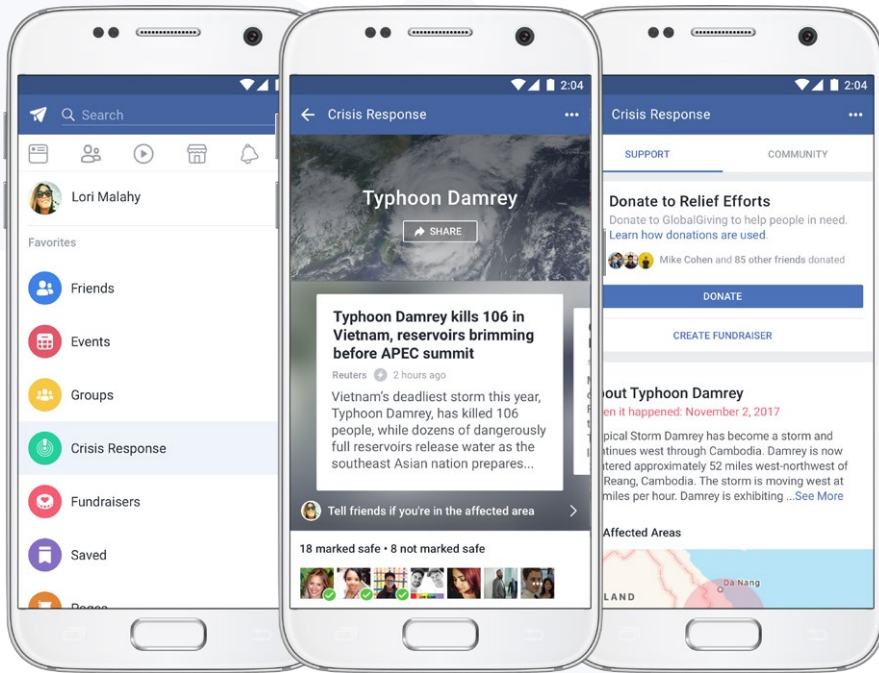 Search
Lori Malahy
Favorites
Friends
Events
Groups
Crisis Response
Fundraisers
Saved
Pages
2:04
Crisis Response
Typhoon Damrey
SHARE
Typhoon Damrey kills 106 in
Vietnam, reservoirs brimming
before APEC summit
Reuters 2 hours ago
Vietnam's deadliest storm this year,
Typhoon Damrey, has killed 106
people, while dozens of dangerously
full reservoirs release water as the
southeast Asian nation prepares...
Tell friends if you're in the affected area
18 marked safe • 8 not marked safe
2:04
Crisis Response
SUPPORT COMMUNITY
Donate to Relief Efforts
Donate to GlobalGiving to help people in need.
Learn how donations are used.
Mike Cohen and 85 other friends donated
DONATE
CREATE FUNDRAISER
out Typhoon Damrey
en it happened: November 2, 2017
pical Storm Damrey has become a storm and
tinues west through Cambodia. Damrey is now
tered approximately 52 miles west-northwest of
Reang, Cambodia. The storm is moving west at
miles per hour. Damrey is exhibiting ...See More
Affected Areas
Da Nang
LAND